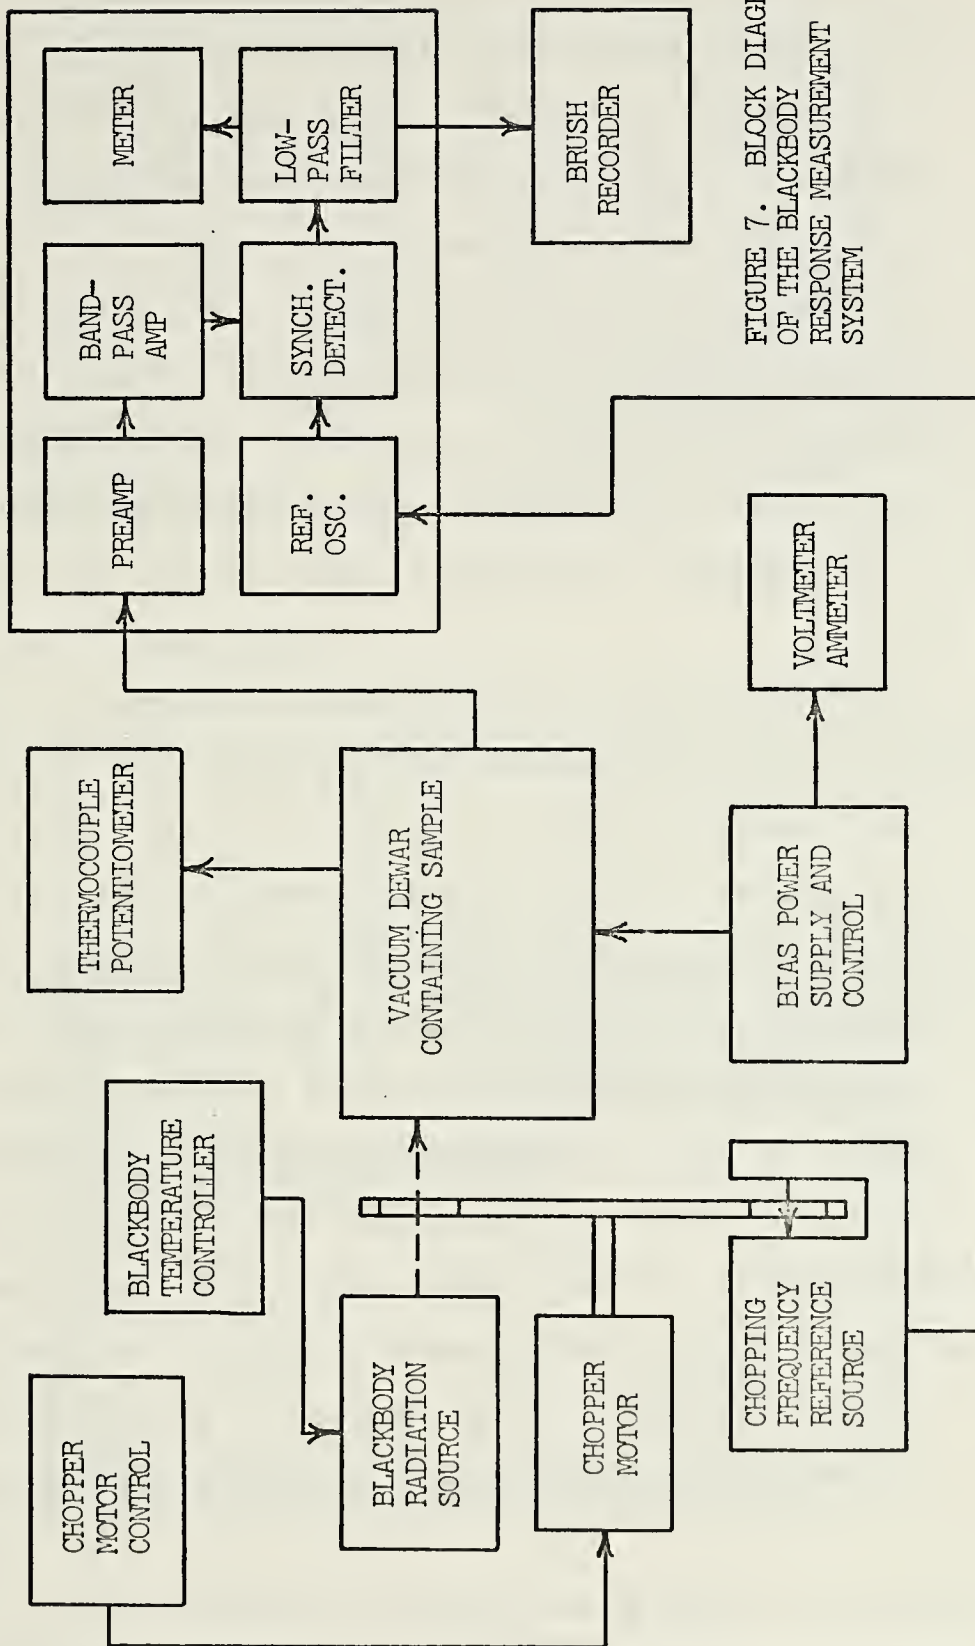 CHOPPER
MOTOR
CONTROL
BLACKBODY
TEMPERATURE
CONTROLLER
THERMOCOUPLE
POTENTIOMETER
PREAMP
BAND-
PASS
AMP
METER
REF.
OSC.
SYNCH.
DETECT.
LOW-
PASS
FILTER
BLACKBODY
RADIATION
SOURCE
VACUUM DEWAR
CONTAINING SAMPLE
BRUSH
RECORDER
CHOPPER
MOTOR
CHOPPING
FREQUENCY
REFERENCE
SOURCE
BIAS POWER
SUPPLY AND
CONTROL
VOLTMETER
AMMETER
FIGURE 7. BLOCK
OF THE BLACKBODY
RESPONSE MEASUREMENT
SYSTEM